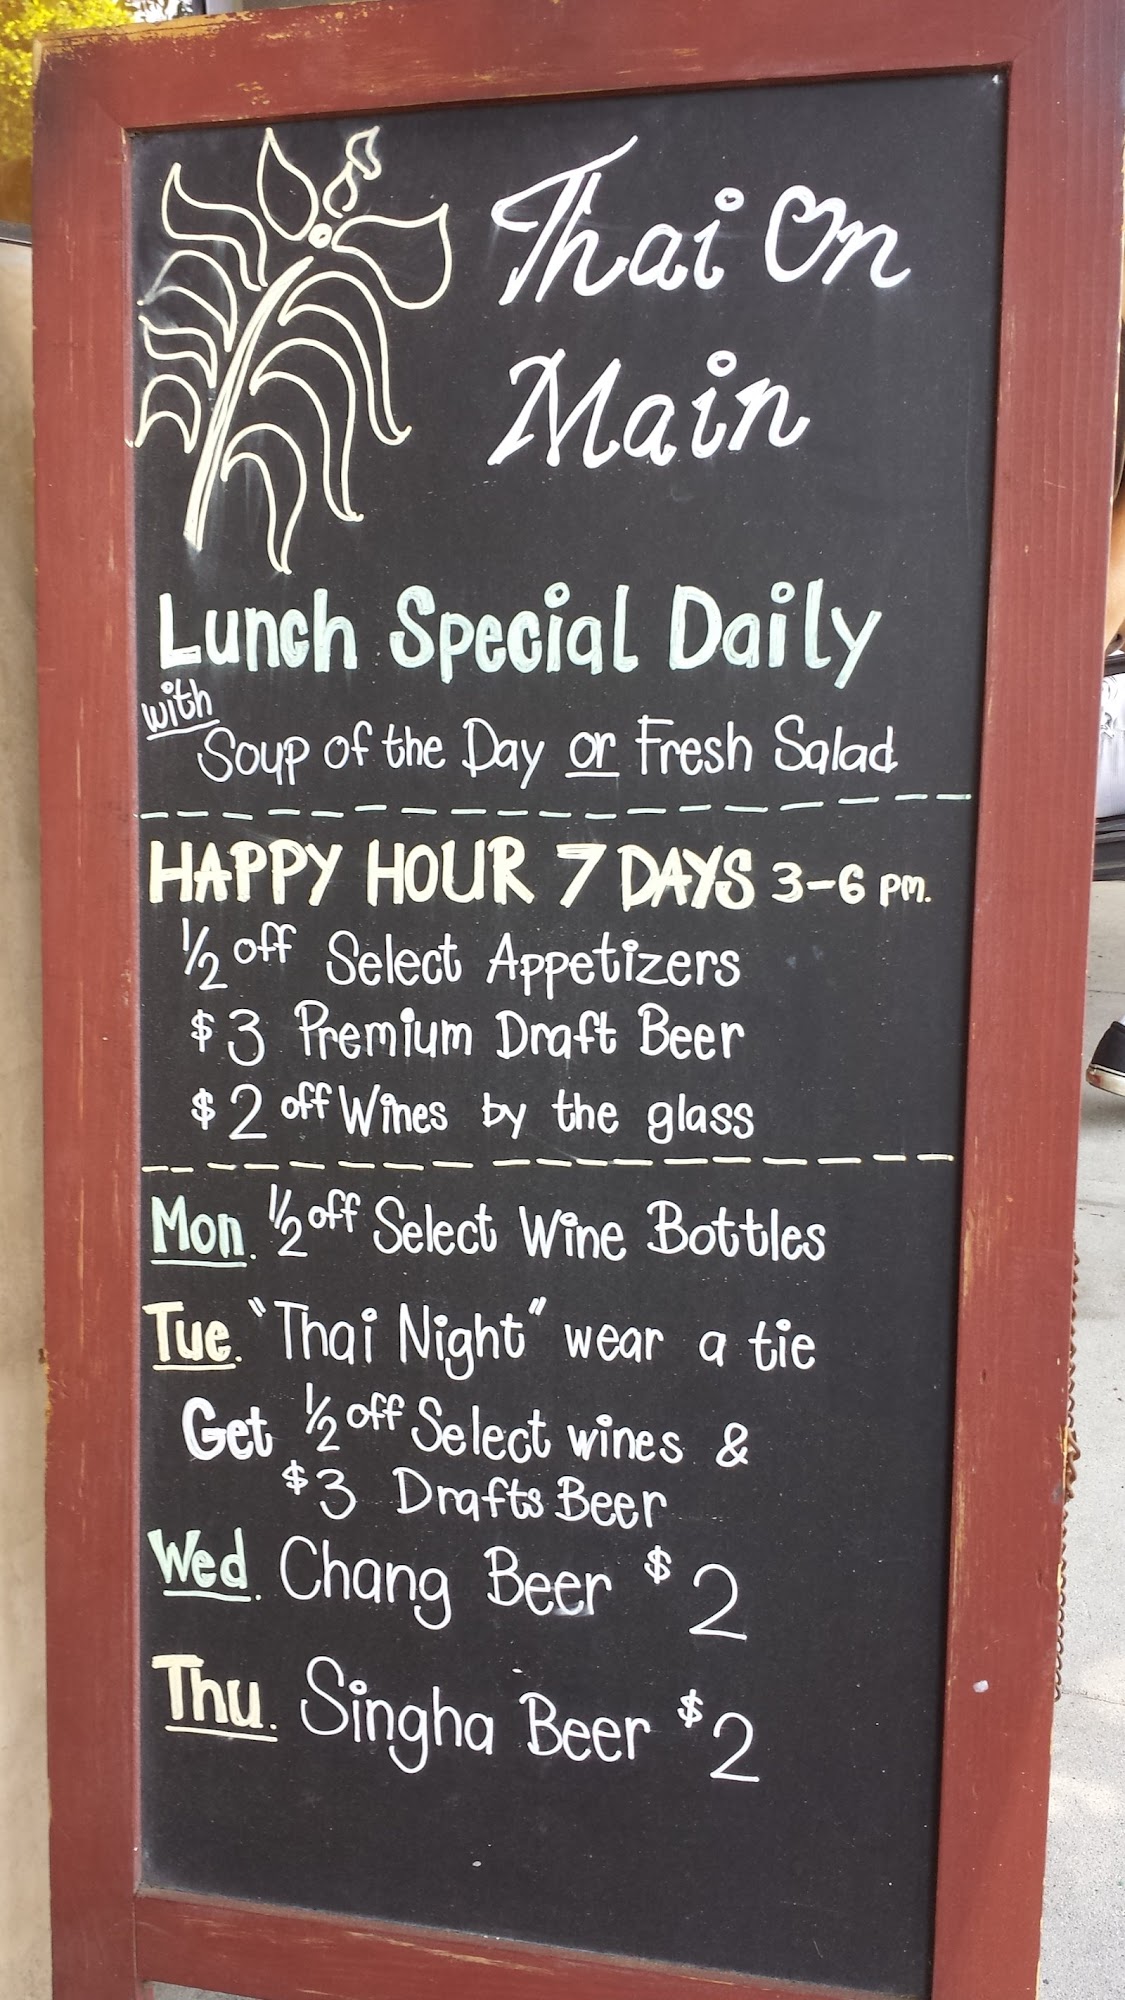 Thai On
Main
Lunch Special Daily
with
Soup of the Day or Fresh Salad
HAPPY HOUR 7 DAYS 3-6 pm.
1/2 off Select Appetizers
$3 Premium Draft Beer
$2 off Wines by the glass
Mon. 1/2 off Select Wine Bottles
Tue. "Thai Night" wear a tie
Get 1/2 off Select wines &
$3 Drafts Beer
Wed. Chang Beer $2
Thu. Singha Beer $2